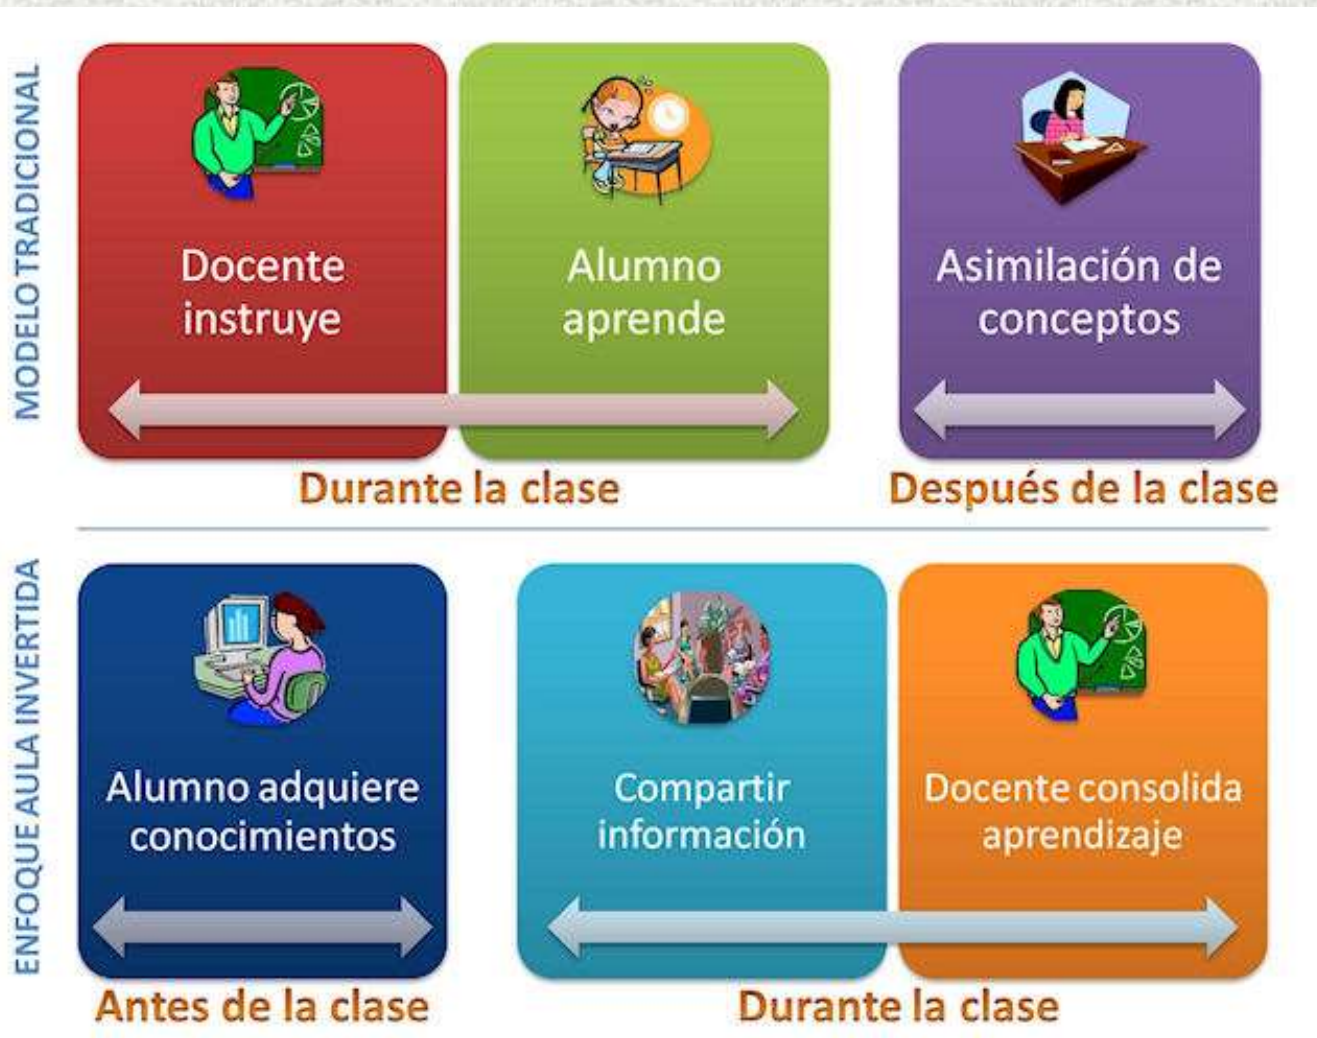 MODELO TRADICIONAL
Docente
instruye
Alumno
aprende
Asimilación de
conceptos
Durante la clase
Después de la clase
ENFOQUE AULA INVERTIDA
Alumno adquiere
conocimientos
Compartir
información
Docente consolida
aprendizaje
Antes de la clase
Durante la clase